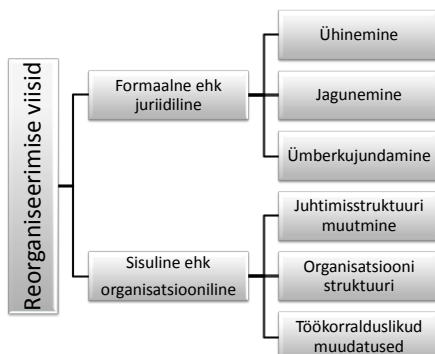 Reorganiseerimise viisid
Formaalne ehk
juriidiline
Ühinemine
Jagunemine
Ümberkujundamine
Sisuline ehk
organisatsiooniline
Juhtimisstruktuuri
muutmine
Organisatsiooni
struktuuri
Töökorralduslikud
muudatused